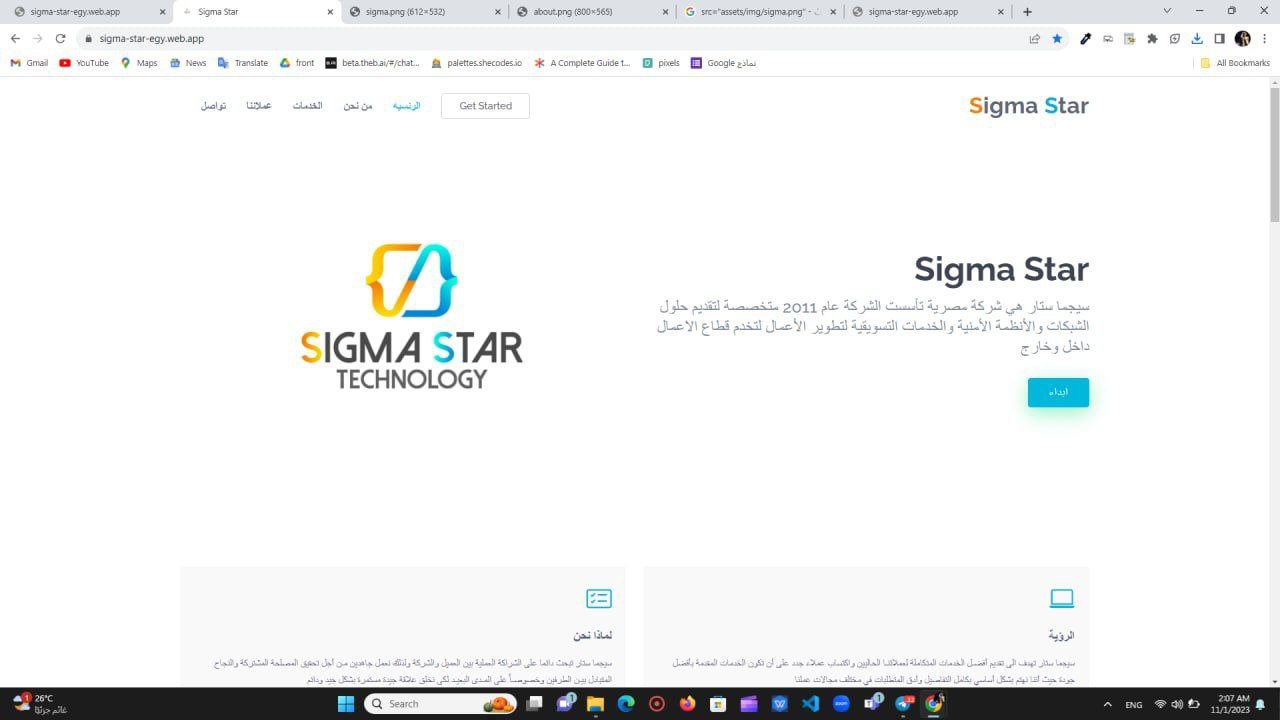 sigma-star-egy.web.app
Sigma Star
sigma.png (612×532)
about.png (800×565)
src="assets/img/sigma.png" - ث...
sigma-star-egy.web.app
sigma-star-egy.web.app
Gmail
YouTube
Maps
News
Translate
front
beta.theb.ai/#/chat...
palettes.shecodes.io
A Complete Guide t...
pixels
نماذج Google
All Bookmarks
Sigma Star
Get Started
الرئسيه
من نحن
الخدمات
عملائنا
تواصل
Sigma Star
سيجما ستار هي شركة مصرية تأسست الشركة عام 2011 متخصصة لتقديم حلول
الشبكات والأنظمة الأمنية والخدمات التسويقية لتطوير الأعمال لتخدم قطاع الاعمال
داخل وخارج
ابداء
SIGMA STAR
TECHNOLOGY
الرؤية
سيجما ستار تهدف الى تقديم أفضل الخدمات المتكاملة لعملائنا الحاليين واكتساب عملاء جدد على أن تكون الخدمات المقدمة بأفضل
جودة حيث أننا نهتم بشكل أساسي بكامل التفاصيل وأدق المتطلبات في مختلف مجالات عملنا
لماذا نحن
سيجما ستار تبحث دائما على الشراكة العملية بين العميل والشركة ولذلك نعمل جاهدين من أجل تحقيق المصلحة المشتركة والنجاح
المتبادل بين الطرفين وخصوصاً على المدى البعيد لكي نخلق علاقة جيدة مستمرة بشكل جيد ودائم
26°C
غائم جزئيًا
Search
ENG
2:07 AM
11/1/2023